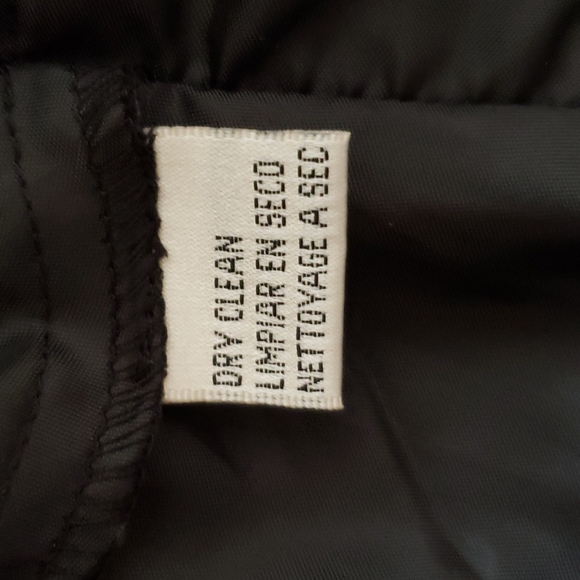 DRY CLEAN
LIMPIAR EN SECO
NETTOYAGE A SEC